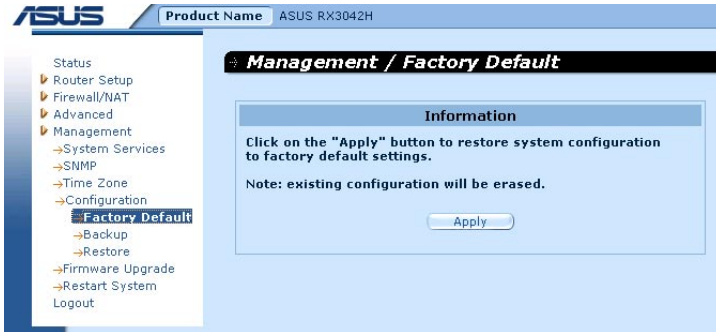 ASUS
Product Name ASUS RX3042H
Status
Router Setup
Firewall/NAT
Advanced
Management
System Services
SNMP
Time Zone
Configuration
Factory Default
Backup
Restore
Firmware Upgrade
Restart System
Logout
Management / Factory Default
Information
Click on the "Apply" button to restore system configuration
to factory default settings.
Note: existing configuration will be erased.
Apply